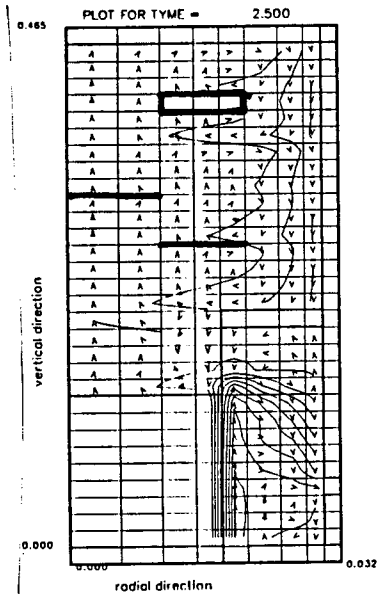 PLOT FOR TYME = 2.500
0.465
vertical direction
0.000
0.000
0.032
radial direction